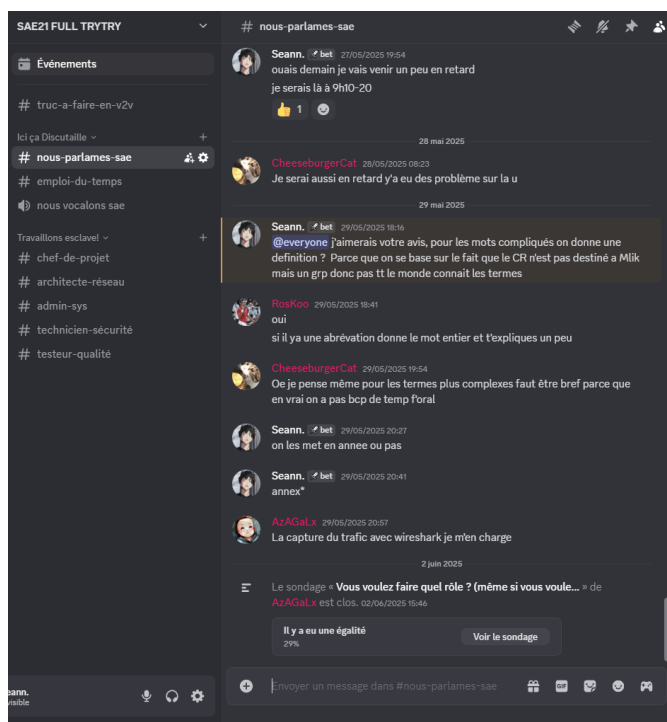 SAE21 FULL TRYTRY
Événements
# truc-a-faire-en-v2v
Ici ça Discutaille
# nous-parlames-sae
# emploi-du-temps
nous vocalons sae
Travaillons esclave!
# chef-de-projet
# architecte-réseau
# admin-sys
# technicien-sécurité
# testeur-qualité
eann.
visible
# nous-parlames-sae
Seann. bet 27/05/2025 19:54
ouais demain je vais venir un peu en retard
je serais là à 9h10-20
1
28 mai 2025
CheeseburgerCat 28/05/2025 08:23
Je serai aussi en retard y'a eu des problème sur la u
29 mai 2025
Seann. bet 29/05/2025 18:16
@everyone j'aimerais votre avis, pour les mots compliqués on donne une
definition ? Parce que on se base sur le fait que le CR n'est pas destiné a Mlik
mais un grp donc pas tt le monde connait les termes
RosKoo 29/05/2025 18:41
oui
si il ya une abrévation donne le mot entier et t'expliques un peu
CheeseburgerCat 29/05/2025 19:54
Oe je pense même pour les termes plus complexes faut être bref parce que
en vrai on a pas bcp de temp f'oral
Seann. bet 29/05/2025 20:27
on les met en annee ou pas
Seann. bet 29/05/2025 20:41
annex*
AzAGaLx 29/05/2025 20:57
La capture du trafic avec wireshark je m'en charge
2 juin 2025
Le sondage « Vous voulez faire quel rôle ? (même si vous voule... » de
AzAGaLx est clos. 02/06/2025 15:46
Il y a eu une égalité
29%
Voir le sondage
Envoyer un message dans #nous-parlames-sae
GIF